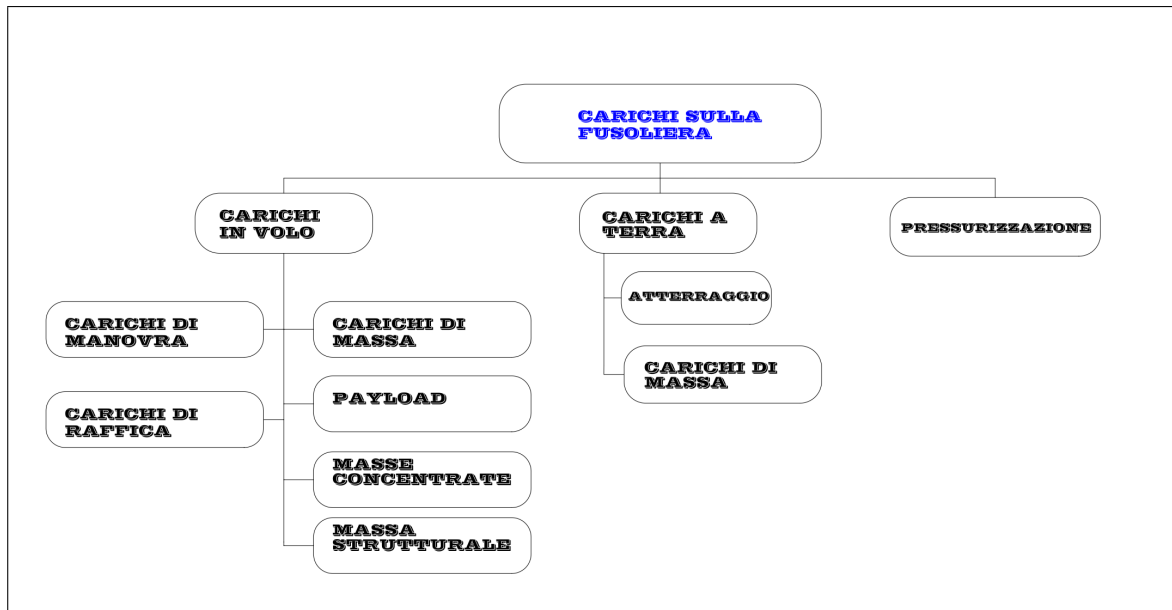 CARICHI SULLA
FUSOLIERA
CARICHI
IN VOLO
CARICHI A
TERRA
PRESSURIZZAZIONE
ATTERRAGGIO
CARICHI DI
MASSA
CARICHI DI
MANOVRA
CARICHI DI
RAFFICA
CARICHI DI
MASSA
PAYLOAD
MASSE
CONCENTRATE
MASSA
STRUTTURALE